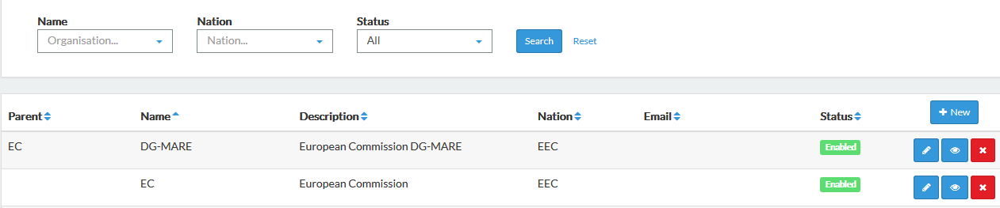 Name Nation Status
Organisation... Nation... All Search Reset
Parent Name Description Nation Email Status + New
EC DG-MARE European Commission DG-MARE EEC Enabled
EC European Commission EEC Enabled